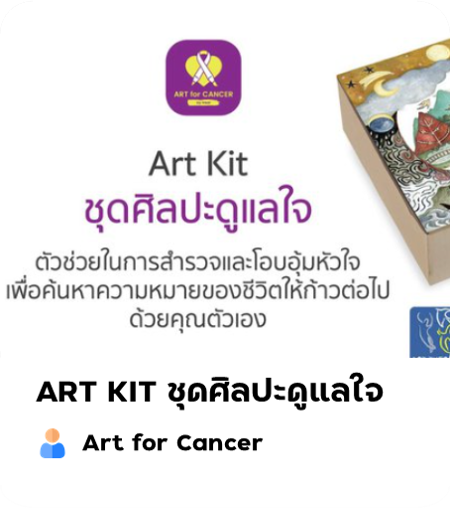 ART for CANCER
by Ireal
Art Kit
ชุดศิลปะดูแลใจ
ตัวช่วยในการสำรวจและโอบอุ้มหัวใจ
เพื่อค้นหาความหมายของชีวิตให้ก้าวต่อไป
ด้วยคุณตัวเอง
ART KIT ชุดศิลปะดูแลใจ
Art for Cancer